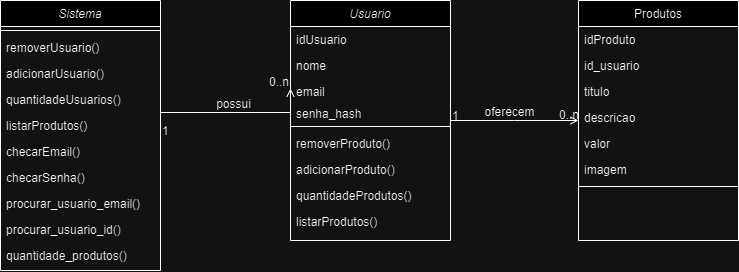 Sistema
removerUsuario()
adicionarUsuario()
quantidadeUsuarios()
listarProdutos()
checarEmail()
checarSenha()
procurar_usuario_email()
procurar_usuario_id()
quantidade_produtos()
possui
1
0..n
Usuario
idUsuario
nome
email
senha_hash
removerProduto()
adicionarProduto()
quantidadeProdutos()
listarProdutos()
oferecem
1
0..n
Produtos
idProduto
id_usuario
titulo
descricao
valor
imagem